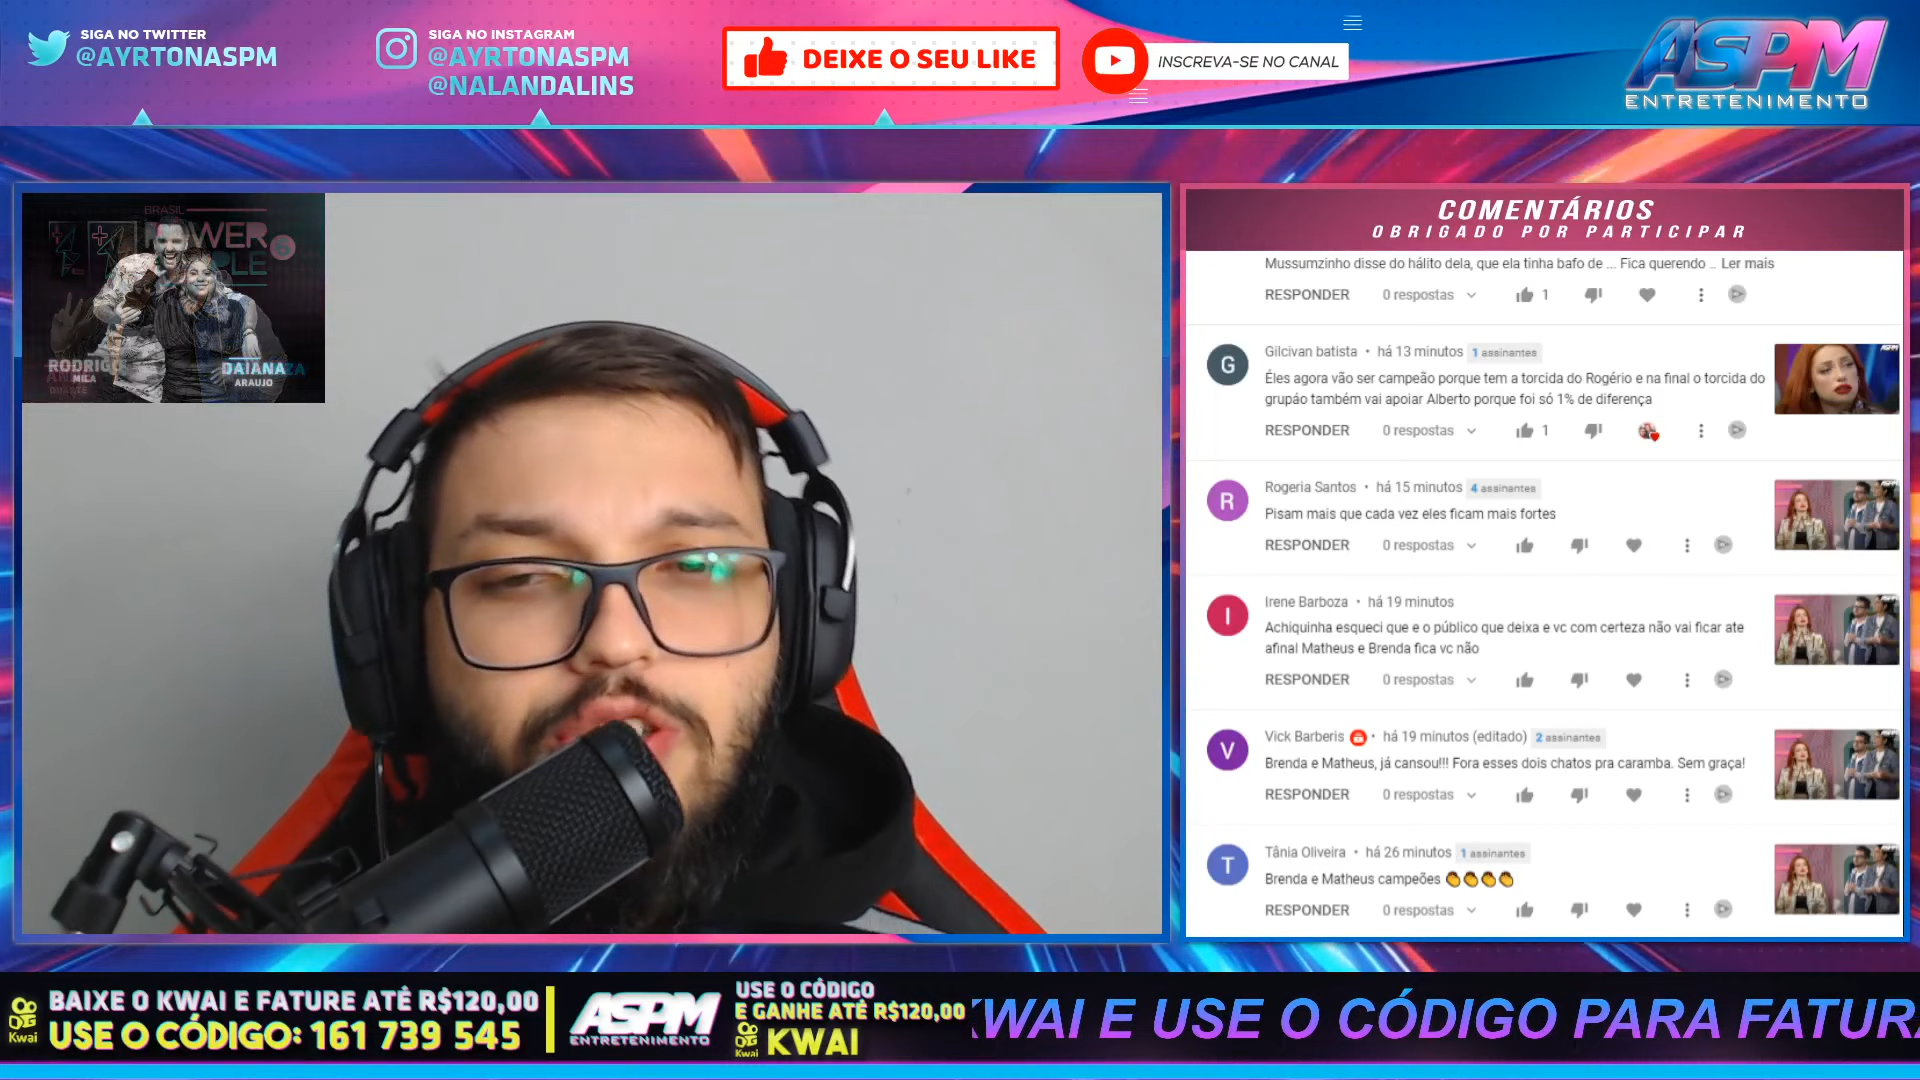 SIGA NO TWITTER
@AYRTONASPM
SIGA NO INSTAGRAM
@AYRTONASPM
@NALANDALINS
DEIXE O SEU LIKE
INSCREVA-SE NO CANAL
ASPM
ENTRETENIMENTO
BRASIL
POWER
COUPLE
RODRIGO
MILA
DAIANA
ARAUJO
COMENTÁRIOS
OBRIGADO POR PARTICIPAR
Mussumzinho disse do hálito dela, que ela tinha bafo de ... Fica querendo ... Ler mais
RESPONDER 0 respostas 1
G
Gilcivan batista • há 13 minutos 1 assinantes
Éles agora vão ser campeão porque tem a torcida do Rogério e na final o torcida do
grupáo também vai apoiar Alberto porque foi só 1% de diferença
RESPONDER 0 respostas 1
R
Rogeria Santos • há 15 minutos 4 assinantes
Pisam mais que cada vez eles ficam mais fortes
RESPONDER 0 respostas
I
Irene Barboza • há 19 minutos
Achiquinha esqueci que e o público que deixa e vc com certeza não vai ficar ate
afinal Matheus e Brenda fica vc não
RESPONDER 0 respostas
V
Vick Barberis • há 19 minutos (editado) 2 assinantes
Brenda e Matheus, já cansou!!! Fora esses dois chatos pra caramba. Sem graça!
RESPONDER 0 respostas
T
Tânia Oliveira • há 26 minutos 1 assinantes
Brenda e Matheus campeões 👏👏👏👏
RESPONDER 0 respostas
Kwai
BAIXE O KWAI E FATURE ATÉ R$120,00
USE O CÓDIGO: 161 739 545
ASPM
ENTRETENIMENTO
USE O CÓDIGO
E GANHE ATÉ R$120,00
Kwai
KWAI
KWAI E USE O CÓDIGO PARA FATURA